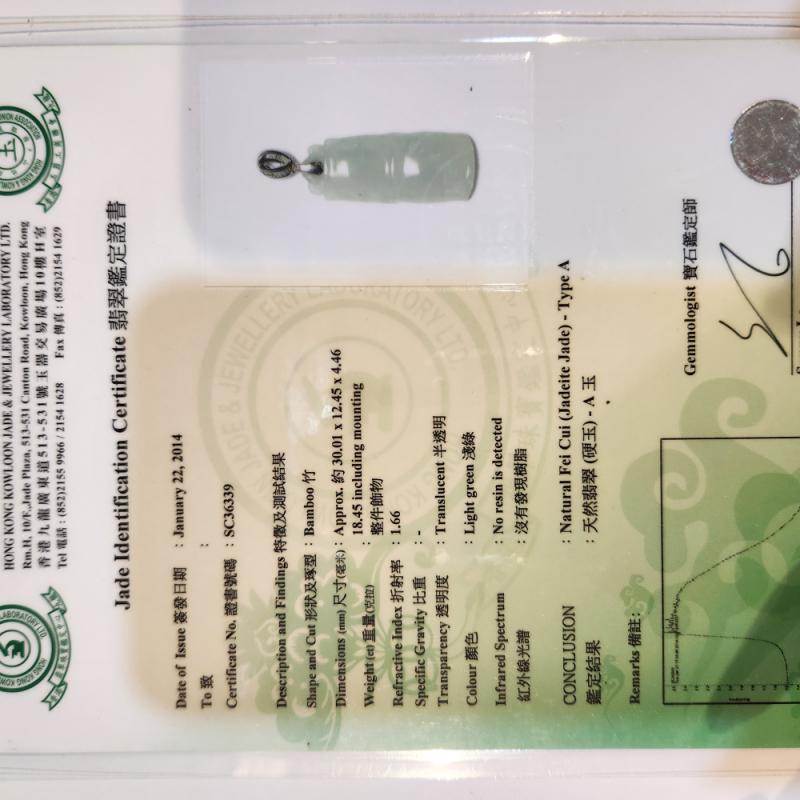 HONG KONG KOWLOON JADE & JEWELLERY LABORATORY LTD.
Rm.H, 10/F.,Jade Plaza, 513-531 Canton Road, Kowloon, Hong Kong
香港九龍廣東道513-531號玉器交易廣場10樓H室
Tel 電話 : (852)2155 9966 / 2154 1628 Fax 傳真 : (852)2154 1629
Jade Identification Certificate 翡翠鑑定證書
Date of Issue 簽發日期 : January 22, 2014
To 致 :
Certificate No. 證書號碼 : SC36339
Description and Findings 特徵及測試結果
Shape and Cut 形狀及琢型 : Bamboo 竹
Dimensions (mm) 尺寸(毫米) : Approx. 約 30.01 x 12.45 x 4.46
Weight (ct) 重量(克拉) : 18.45 including mounting
整件飾物
Refractive Index 折射率 : 1.66
Specific Gravity 比重 : -
Transparency 透明度 : Translucent 半透明
Colour 顏色 : Light green 淺綠
Infrared Spectrum : No resin is detected
紅外線光譜 : 沒有發現樹脂
CONCLUSION : Natural Fei Cui (Jadeite Jade) - Type A
鑑定結果 : 天然翡翠 (硬玉) - A 玉
Remarks 備註:
Gemmologist 寶石鑑定師